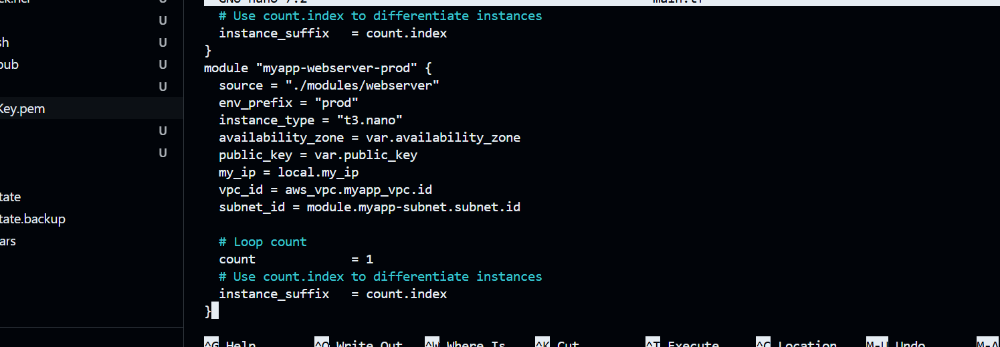 GNU nano 7.2 main.tf
# Use count.index to differentiate instances
instance_suffix   = count.index
}
module "myapp-webserver-prod" {
source = "./modules/webserver"
env_prefix = "prod"
instance_type = "t3.nano"
availability_zone = var.availability_zone
public_key = var.public_key
my_ip = local.my_ip
vpc_id = aws_vpc.myapp_vpc.id
subnet_id = module.myapp-subnet.subnet.id
# Loop count
count             = 1
# Use count.index to differentiate instances
instance_suffix   = count.index
}
^G Help ^O Write Out ^W Where Is ^K Cut ^T Execute ^C Location M-U Undo M-A
U
U
sh U
pub U
U
Key.pem
U
U
tate
tate.backup
ars